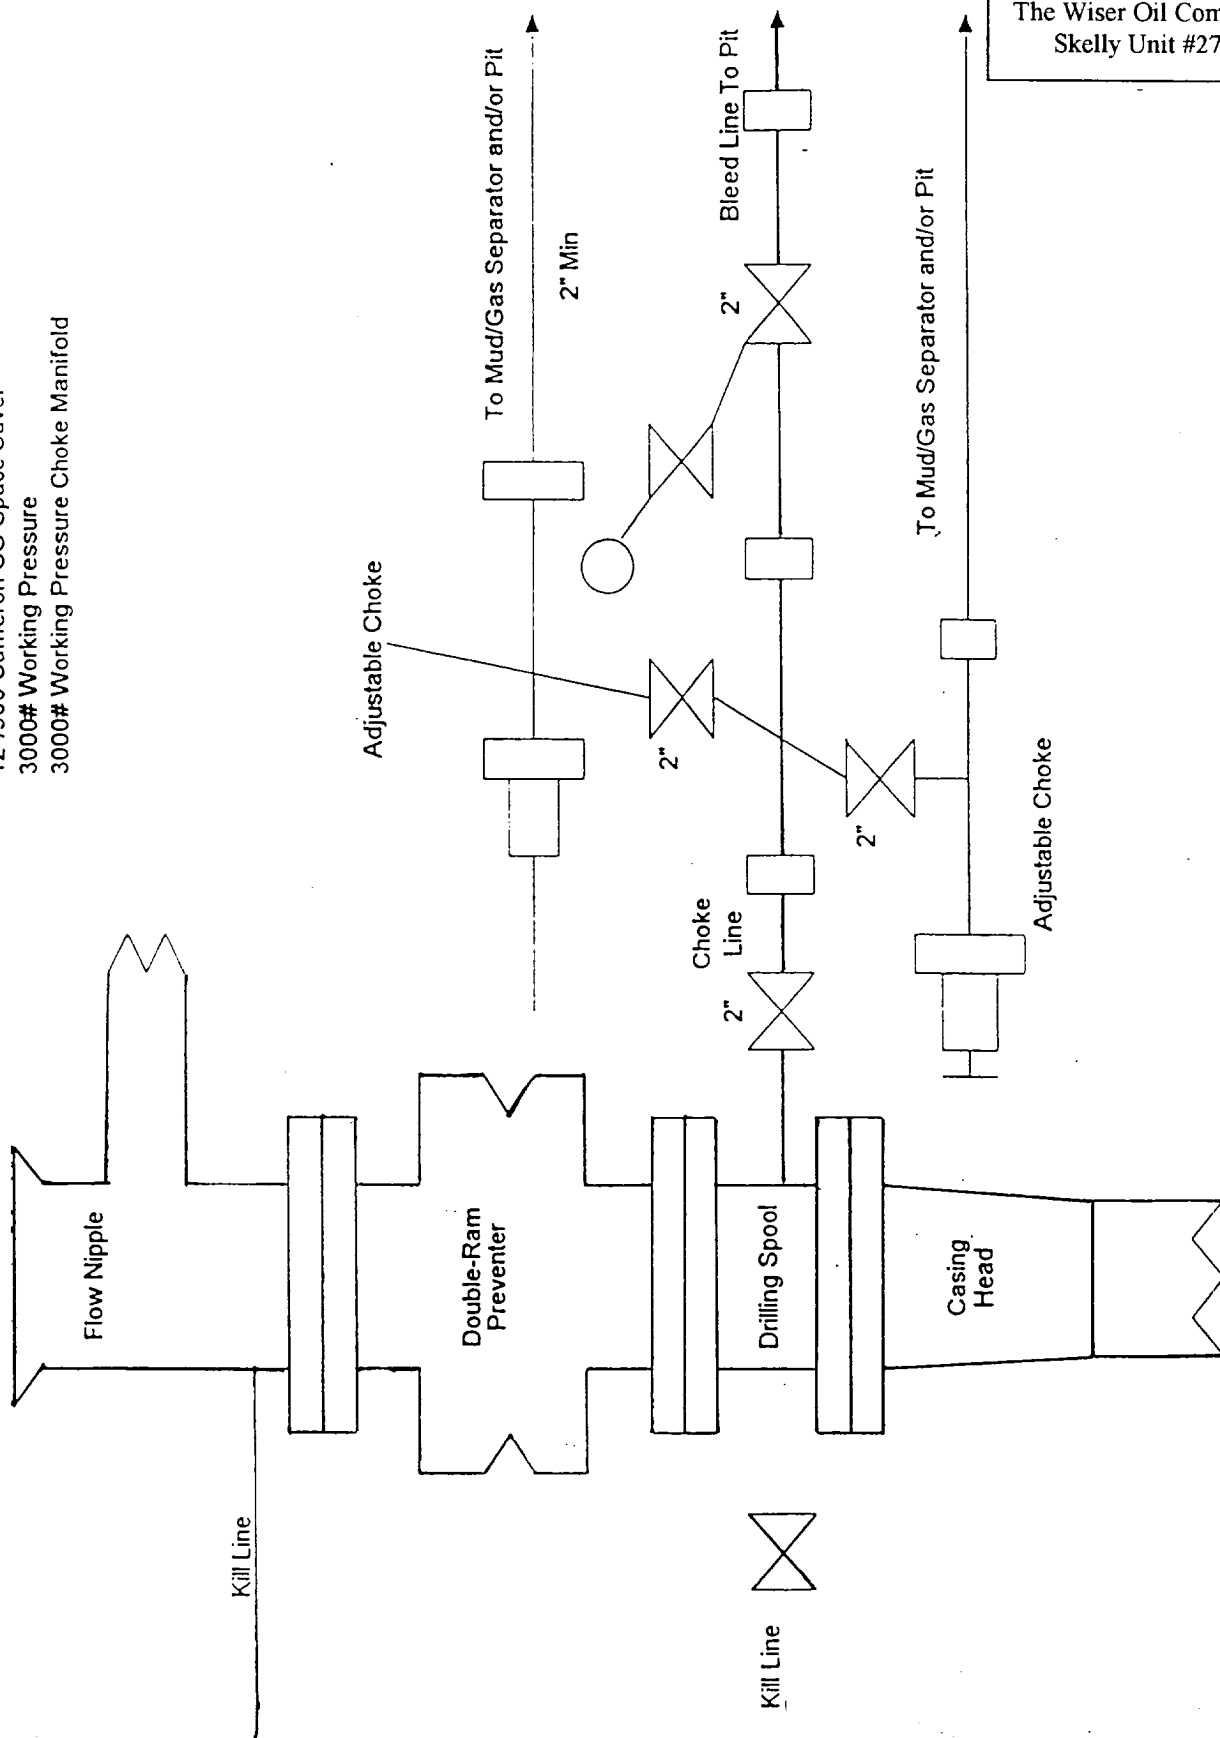 The Wiser Oil Com
Skelly Unit #27
3000# Working Pressure
3000# Working Pressure Choke Manifold
Flow Nipple
Kill Line
Double-Ram
Preventer
Adjustable Choke
To Mud/Gas Separator and/or Pit
2" Min
Drilling Spool
Kill Line
Choke
Line
2"
2"
2"
2"
Bleed Line To Pit
Casing
Head
Adjustable Choke
To Mud/Gas Separator and/or Pit